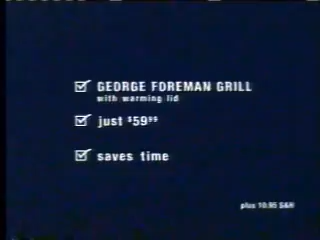 GEORGE FOREMAN GRILL
with warming lid
just $59⁹⁹
saves time
plus 10.95 S&H